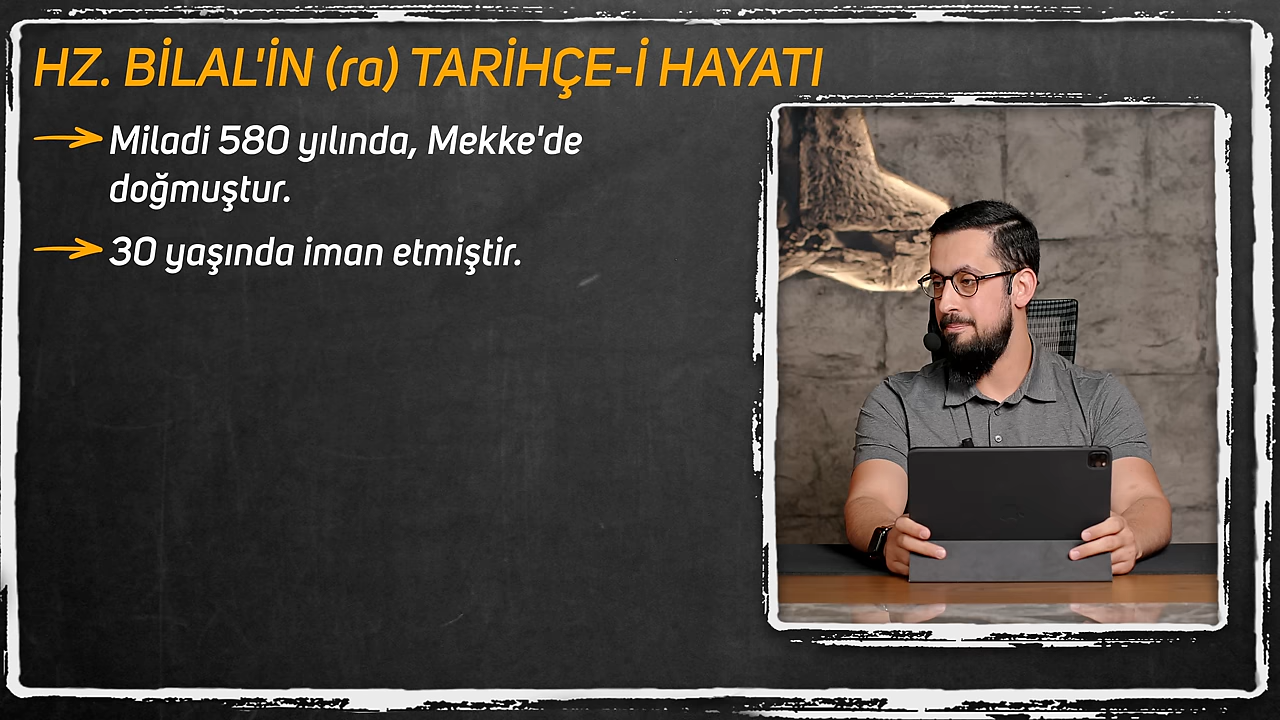 HZ. BİLAL'İN (ra) TARİHÇE-İ HAYATI
Miladi 580 yılında, Mekke'de
doğmuştur.
30 yaşında iman etmiştir.